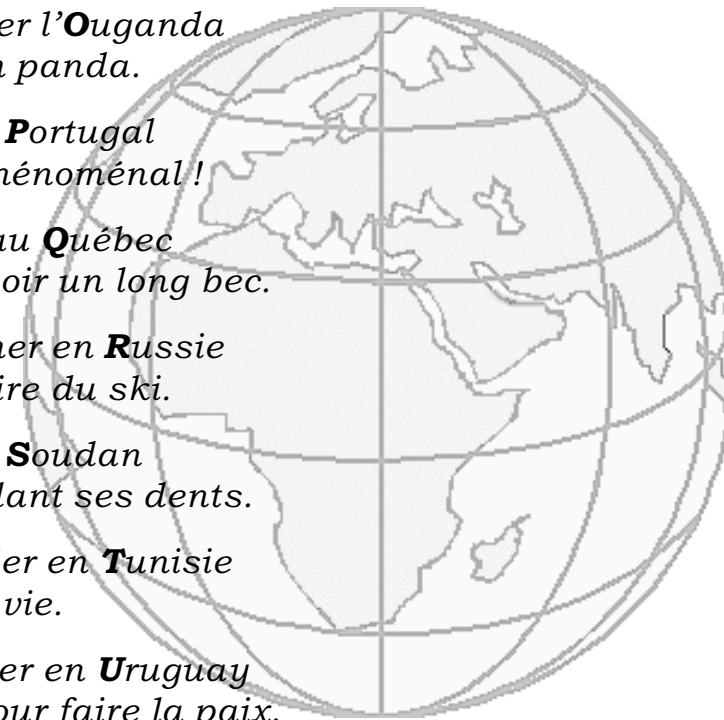 er l’Ouganda
n panda.
Portugal
hénoménal !
au Québec
oir un long bec.
ner en Russie
ire du ski.
Soudan
lant ses dents.
er en Tunisie
vie.
er en Uruguay
our faire la paix.